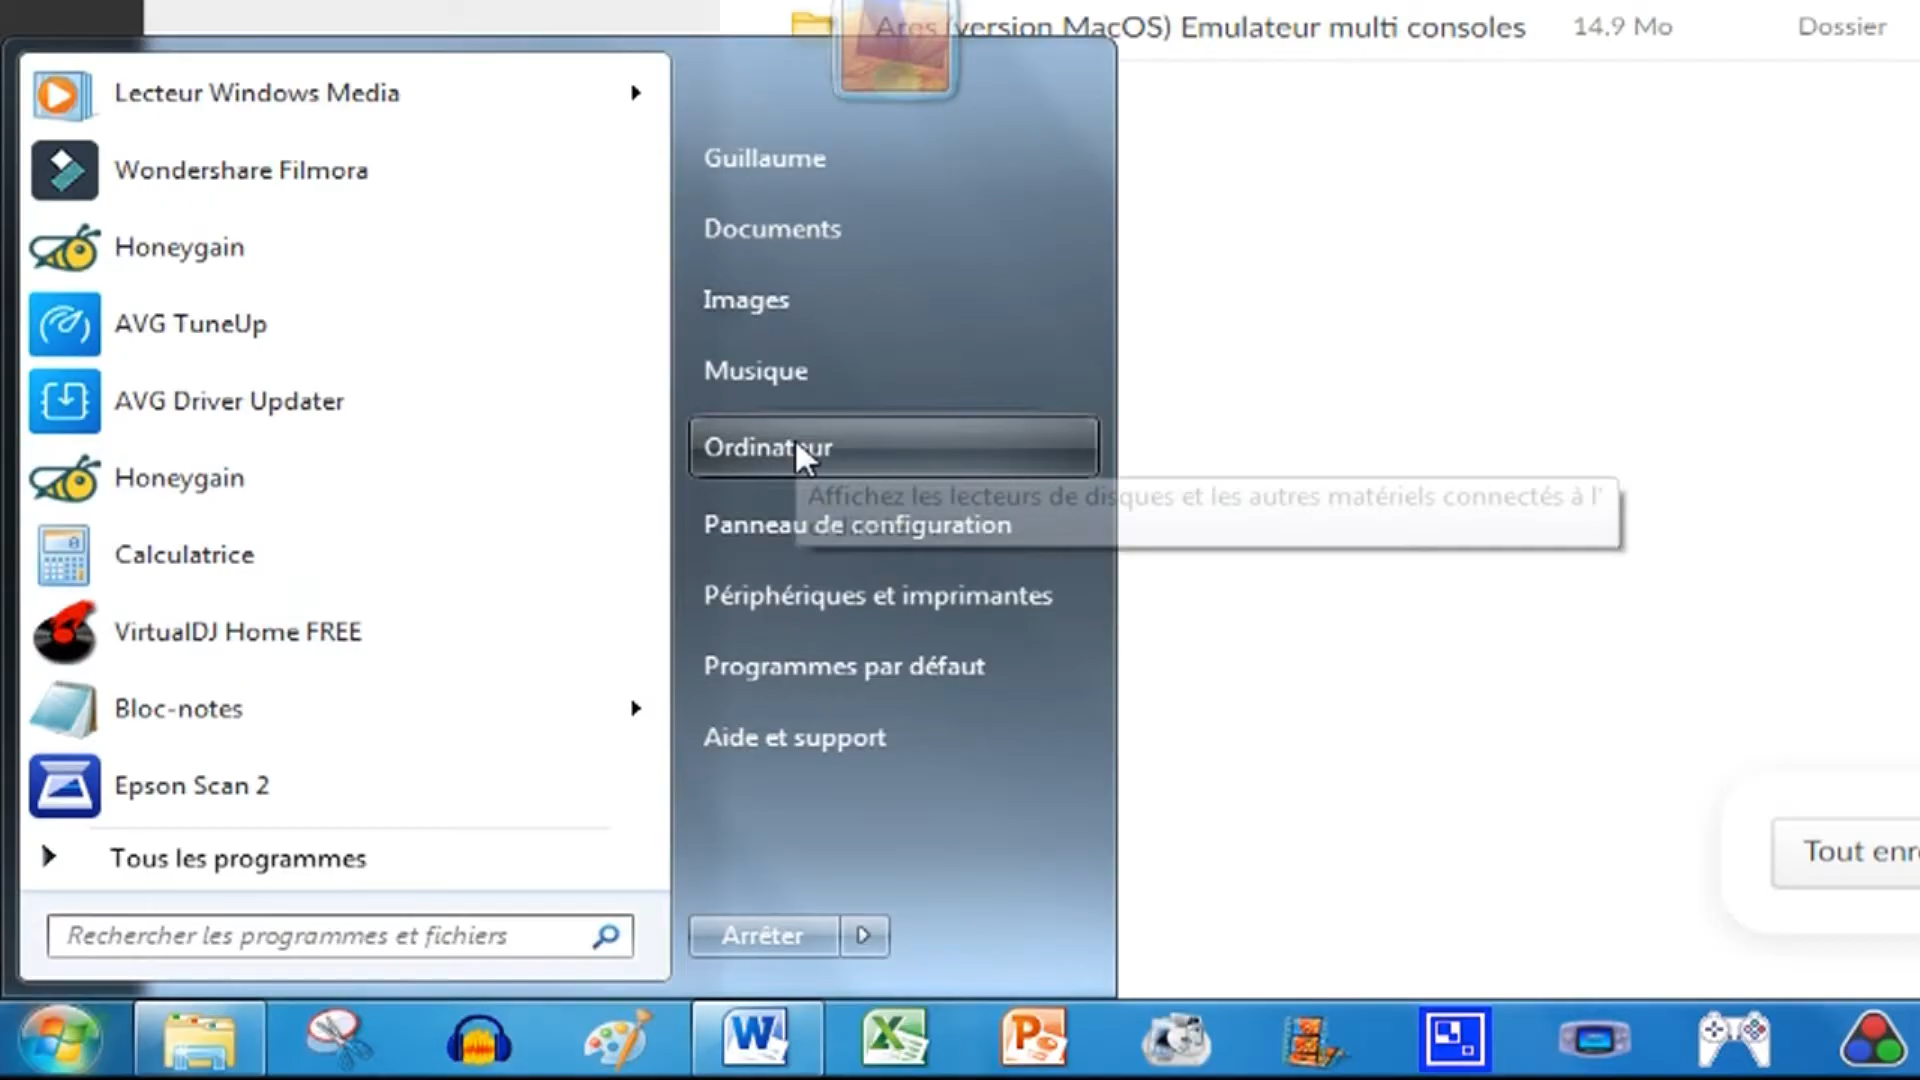 Ares (version MacOS) Emulateur multi consoles
14.9 Mo
Dossier
Lecteur Windows Media
Wondershare Filmora
Honeygain
AVG TuneUp
AVG Driver Updater
Honeygain
Calculatrice
VirtualDJ Home FREE
Bloc-notes
Epson Scan 2
Tous les programmes
Rechercher les programmes et fichiers
Guillaume
Documents
Images
Musique
Ordinateur
Affichez les lecteurs de disques et les autres matériels connectés à l'
Panneau de configuration
Périphériques et imprimantes
Programmes par défaut
Aide et support
Arrêter
Tout